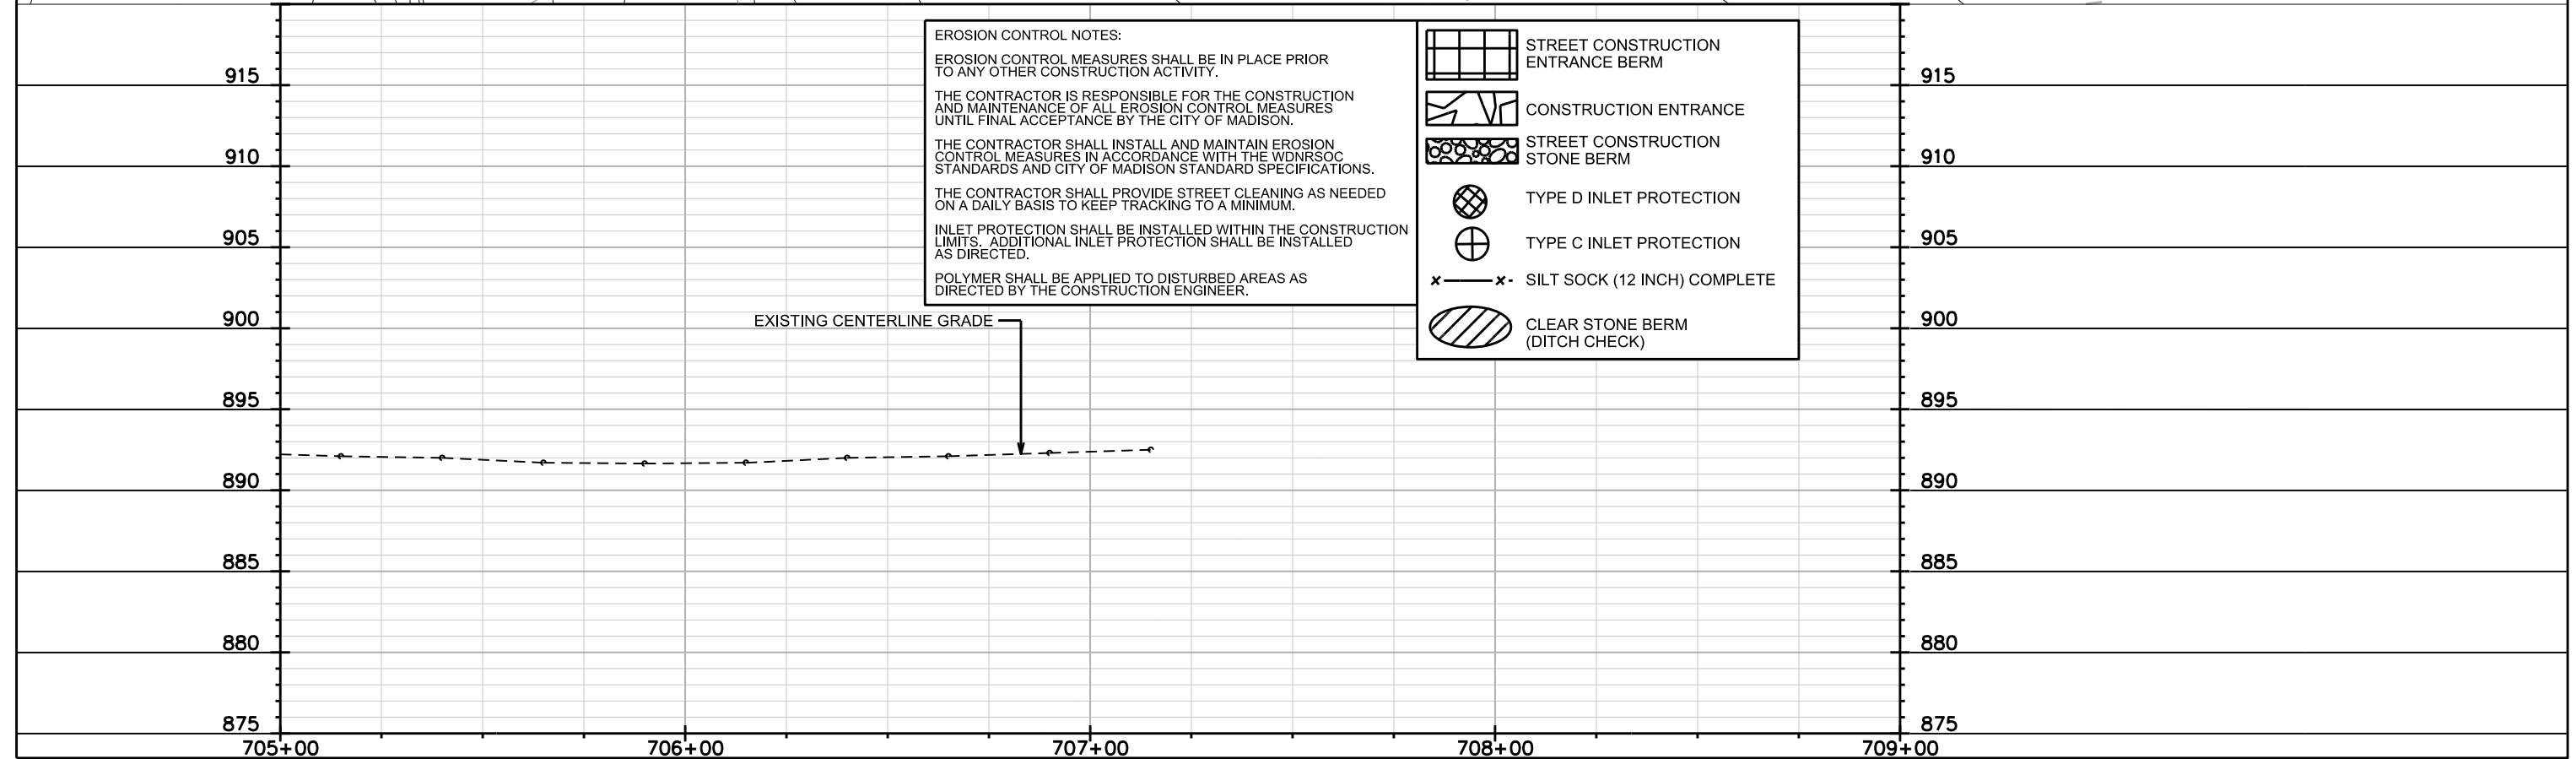 EROSION CONTROL NOTES:
EROSION CONTROL MEASURES SHALL BE IN PLACE PRIOR
TO ANY OTHER CONSTRUCTION ACTIVITY.
THE CONTRACTOR IS RESPONSIBLE FOR THE CONSTRUCTION
AND MAINTENANCE OF ALL EROSION CONTROL MEASURES
UNTIL FINAL ACCEPTANCE BY THE CITY OF MADISON.
THE CONTRACTOR SHALL INSTALL AND MAINTAIN EROSION
CONTROL MEASURES IN ACCORDANCE WITH THE WDNRSOC
STANDARDS AND CITY OF MADISON STANDARD SPECIFICATIONS.
THE CONTRACTOR SHALL PROVIDE STREET CLEANING AS NEEDED
ON A DAILY BASIS TO KEEP TRACKING TO A MINIMUM.
INLET PROTECTION SHALL BE INSTALLED WITHIN THE CONSTRUCTION
LIMITS. ADDITIONAL INLET PROTECTION SHALL BE INSTALLED
AS DIRECTED.
POLYMER SHALL BE APPLIED TO DISTURBED AREAS AS
DIRECTED BY THE CONSTRUCTION ENGINEER.
STREET CONSTRUCTION
ENTRANCE BERM
CONSTRUCTION ENTRANCE
STREET CONSTRUCTION
STONE BERM
TYPE D INLET PROTECTION
TYPE C INLET PROTECTION
SILT SOCK (12 INCH) COMPLETE
CLEAR STONE BERM
(DITCH CHECK)
EXISTING CENTERLINE GRADE
915
910
905
900
895
890
885
880
875
915
910
905
900
895
890
885
880
875
705+00
706+00
707+00
708+00
709+00